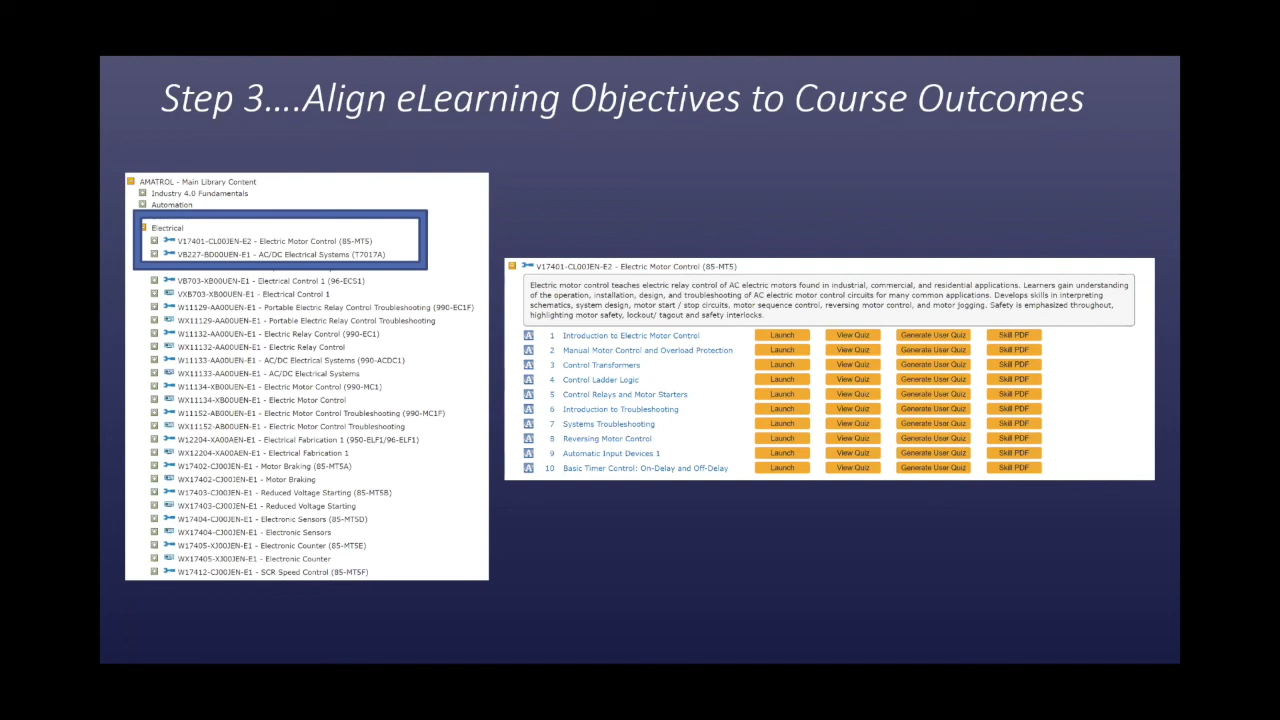 Step 3....Align eLearning Objectives to Course Outcomes
AMATROL - Main Library Content
Industry 4.0 Fundamentals
Automation
Electrical
V17401-CL00JEN-E2 - Electric Motor Control (85-MT5)
VB227-BD00UEN-E1 - AC/DC Electrical Systems (T7017A)
VB703-XB00UEN-E1 - Electrical Control 1 (96-ECS1)
VXB703-XB00UEN-E1 - Electrical Control 1
W11129-AA00UEN-E1 - Portable Electric Relay Control Troubleshooting (990-EC1F)
WX11129-AA00UEN-E1 - Portable Electric Relay Control Troubleshooting
W11132-AA00UEN-E1 - Electric Relay Control (990-EC1)
WX11132-AA00UEN-E1 - Electric Relay Control
W11133-AA00UEN-E1 - AC/DC Electrical Systems (990-ACDC1)
WX11133-AA00UEN-E1 - AC/DC Electrical Systems
W11134-XB00UEN-E1 - Electric Motor Control (990-MC1)
WX11134-XB00UEN-E1 - Electric Motor Control
W11152-AB00UEN-E1 - Electric Motor Control Troubleshooting (990-MC1F)
WX11152-AB00UEN-E1 - Electric Motor Control Troubleshooting
W12204-XA00AEN-E1 - Electrical Fabrication 1 (950-ELF1/96-ELF1)
WX12204-XA00AEN-E1 - Electrical Fabrication 1
W17402-CJ00JEN-E1 - Motor Braking (85-MT5A)
WX17402-CJ00JEN-E1 - Motor Braking
W17403-CJ00JEN-E1 - Reduced Voltage Starting (85-MT5B)
WX17403-CJ00JEN-E1 - Reduced Voltage Starting
W17404-CJ00JEN-E1 - Electronic Sensors (85-MT5D)
WX17404-CJ00JEN-E1 - Electronic Sensors
W17405-XJ00JEN-E1 - Electronic Counter (85-MT5E)
WX17405-XJ00JEN-E1 - Electronic Counter
W17412-CJ00JEN-E1 - SCR Speed Control (85-MT5F)
V17401-CL00JEN-E2 - Electric Motor Control (85-MT5)
Electric motor control teaches electric relay control of AC electric motors found in industrial, commercial, and residential applications. Learners gain understanding
of the operation, installation, design, and troubleshooting of AC electric motor control circuits for many common applications. Develops skills in interpreting
schematics, system design, motor start / stop circuits, motor sequence control, reversing motor control, and motor jogging. Safety is emphasized throughout,
highlighting motor safety, lockout/ tagout and safety interlocks.
A 1 Introduction to Electric Motor Control Launch View Quiz Generate User Quiz Skill PDF
A 2 Manual Motor Control and Overload Protection Launch View Quiz Generate User Quiz Skill PDF
A 3 Control Transformers Launch View Quiz Generate User Quiz Skill PDF
A 4 Control Ladder Logic Launch View Quiz Generate User Quiz Skill PDF
A 5 Control Relays and Motor Starters Launch View Quiz Generate User Quiz Skill PDF
A 6 Introduction to Troubleshooting Launch View Quiz Generate User Quiz Skill PDF
A 7 Systems Troubleshooting Launch View Quiz Generate User Quiz Skill PDF
A 8 Reversing Motor Control Launch View Quiz Generate User Quiz Skill PDF
A 9 Automatic Input Devices 1 Launch View Quiz Generate User Quiz Skill PDF
A 10 Basic Timer Control: On-Delay and Off-Delay Launch View Quiz Generate User Quiz Skill PDF